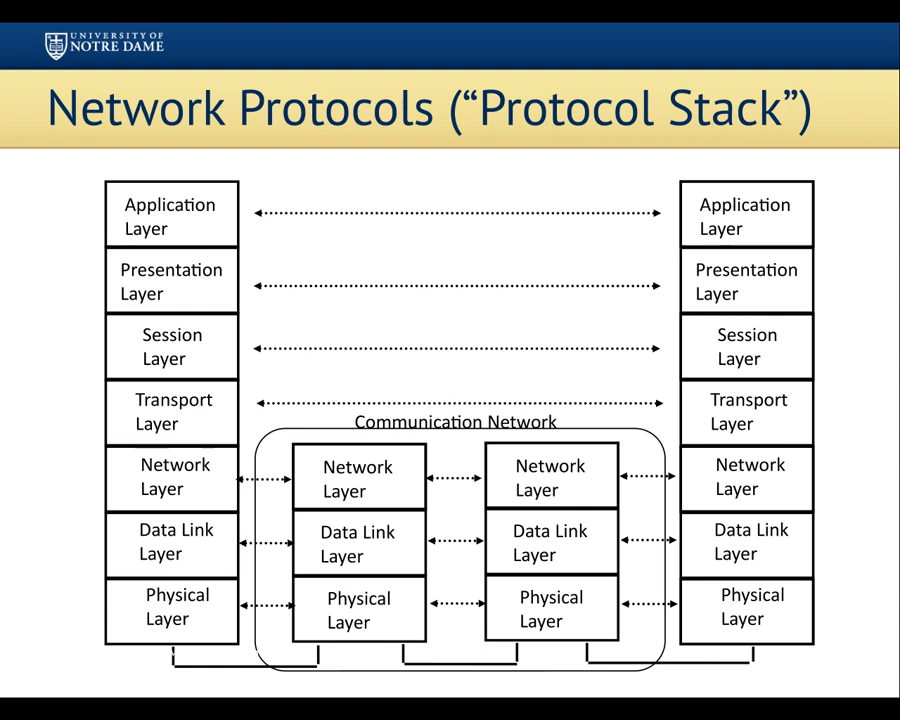 UNIVERSITY OF
NOTRE DAME
Network Protocols (“Protocol Stack”)
Application
Layer
Presentation
Layer
Session
Layer
Transport
Layer
Network
Layer
Data Link
Layer
Physical
Layer
Communication Network
Network
Layer
Data Link
Layer
Physical
Layer
Network
Layer
Data Link
Layer
Physical
Layer
Application
Layer
Presentation
Layer
Session
Layer
Transport
Layer
Network
Layer
Data Link
Layer
Physical
Layer